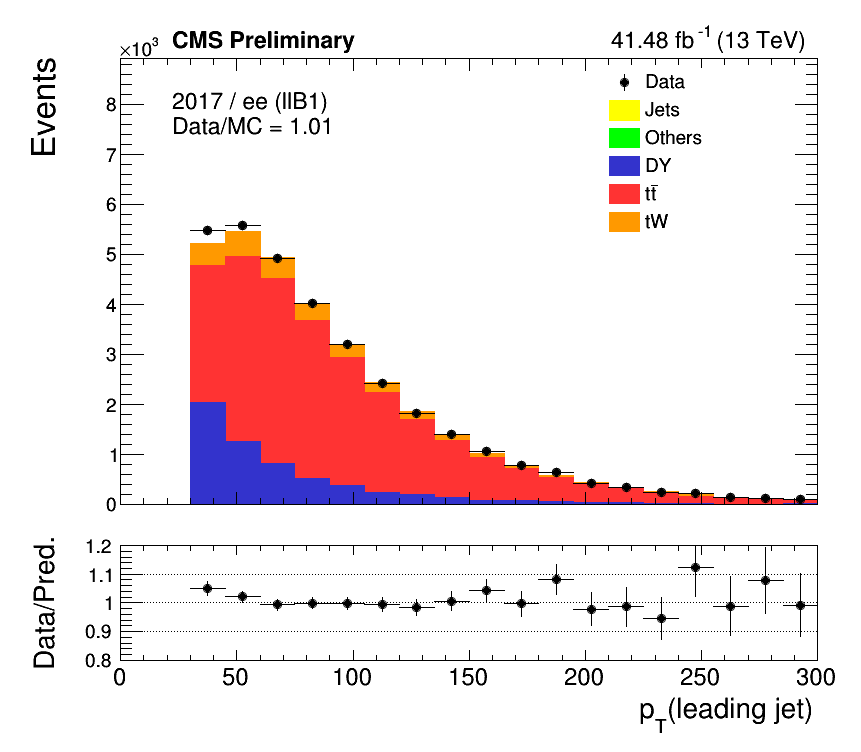 ×10³ CMS Preliminary 41.48 fb⁻¹ (13 TeV)
Events
2017 / ee (llB1)
Data/MC = 1.01
Data
Jets
Others
DY
tt̄
tW
8
7
6
5
4
3
2
1
0
Data/Pred.
1.2
1.1
1
0.9
0.8
0 50 100 150 200 250 300
p_T(leading jet)